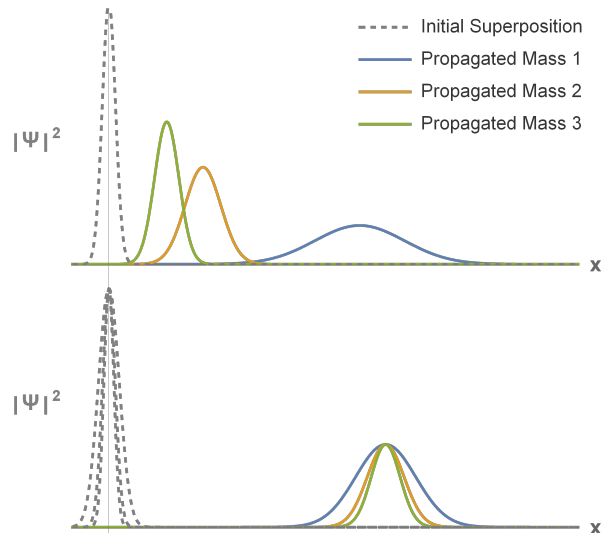 Initial Superposition
Propagated Mass 1
Propagated Mass 2
Propagated Mass 3
|Ψ|²
x
|Ψ|²
x